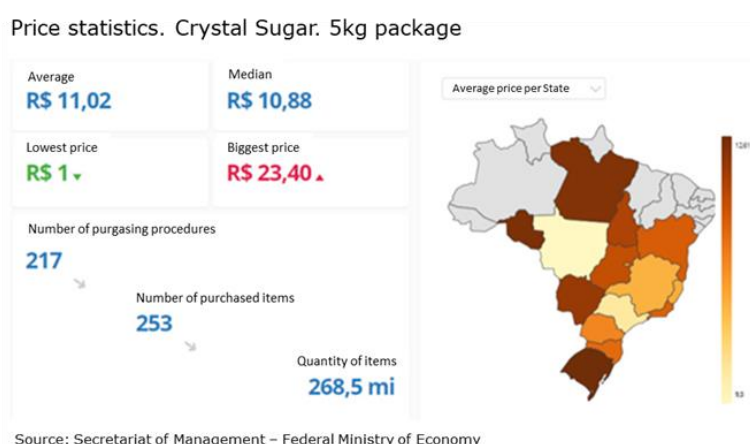 Price statistics. Crystal Sugar. 5kg package
Average
R$ 11,02
Median
R$ 10,88
Lowest price
R$ 1
Biggest price
R$ 23,40
Average price per State
Number of purgasing procedures
217
Number of purchased items
253
Quantity of items
268,5 mi
Source: Secretariat of Management – Federal Ministry of Economy